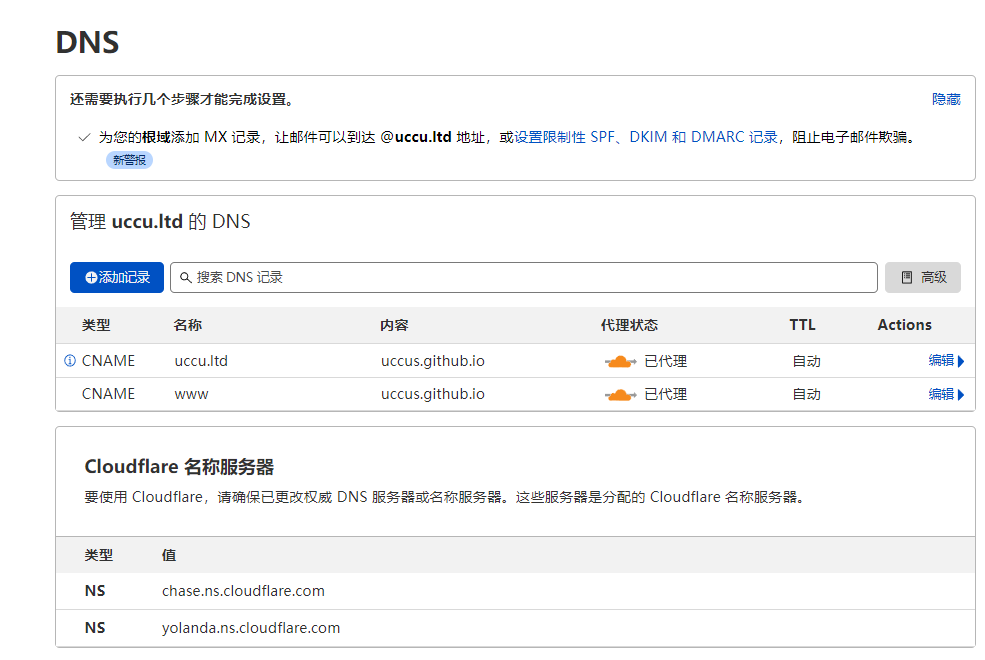 DNS
还需要执行几个步骤才能完成设置。 隐藏
为您的根域添加 MX 记录，让邮件可以到达 @uccu.ltd 地址，或设置限制性 SPF、DKIM 和 DMARC 记录，阻止电子邮件欺骗。
新警报
管理 uccu.ltd 的 DNS
添加记录 搜索 DNS 记录 高级
类型 名称 内容 代理状态 TTL Actions
CNAME uccu.ltd uccus.github.io 已代理 自动 编辑
CNAME www uccus.github.io 已代理 自动 编辑
Cloudflare 名称服务器
要使用 Cloudflare，请确保已更改权威 DNS 服务器或名称服务器。这些服务器是分配的 Cloudflare 名称服务器。
类型 值
NS chase.ns.cloudflare.com
NS yolanda.ns.cloudflare.com